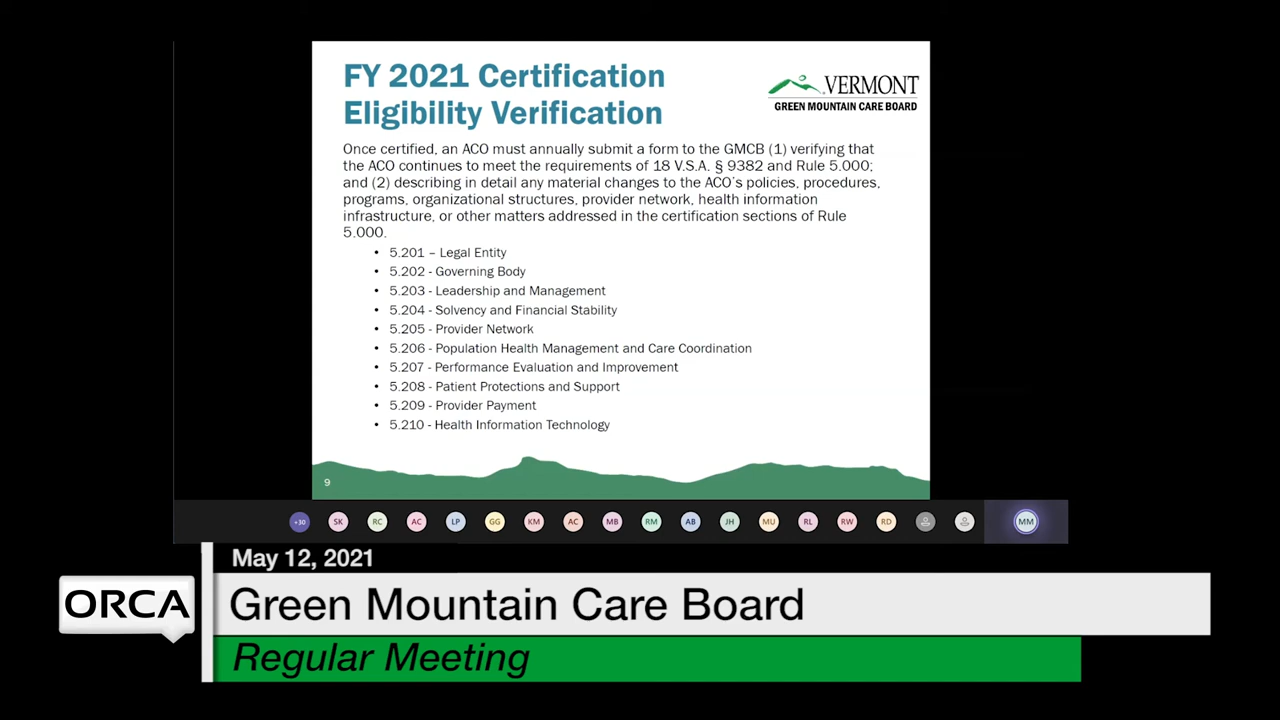 FY 2021 Certification
Eligibility Verification
VERMONT
GREEN MOUNTAIN CARE BOARD
Once certified, an ACO must annually submit a form to the GMCB (1) verifying that
the ACO continues to meet the requirements of 18 V.S.A. § 9382 and Rule 5.000;
and (2) describing in detail any material changes to the ACO's policies, procedures,
programs, organizational structures, provider network, health information
infrastructure, or other matters addressed in the certification sections of Rule
5.000.
• 5.201 – Legal Entity
• 5.202 - Governing Body
• 5.203 - Leadership and Management
• 5.204 - Solvency and Financial Stability
• 5.205 - Provider Network
• 5.206 - Population Health Management and Care Coordination
• 5.207 - Performance Evaluation and Improvement
• 5.208 - Patient Protections and Support
• 5.209 - Provider Payment
• 5.210 - Health Information Technology
9
+30 SK RC AC LP GG KM AC MB RM AB JH MU RL RW RD MM
May 12, 2021
ORCA
Green Mountain Care Board
Regular Meeting